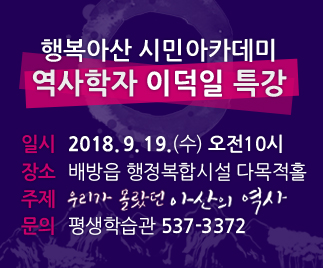 행복아산 시민아카데미
역사학자 이덕일 특강
일시 2018. 9. 19.(수) 오전10시
장소 배방읍 행정복합시설 다목적홀
주제 우리가 몰랐던 아산의 역사
문의 평생학습관 537-3372